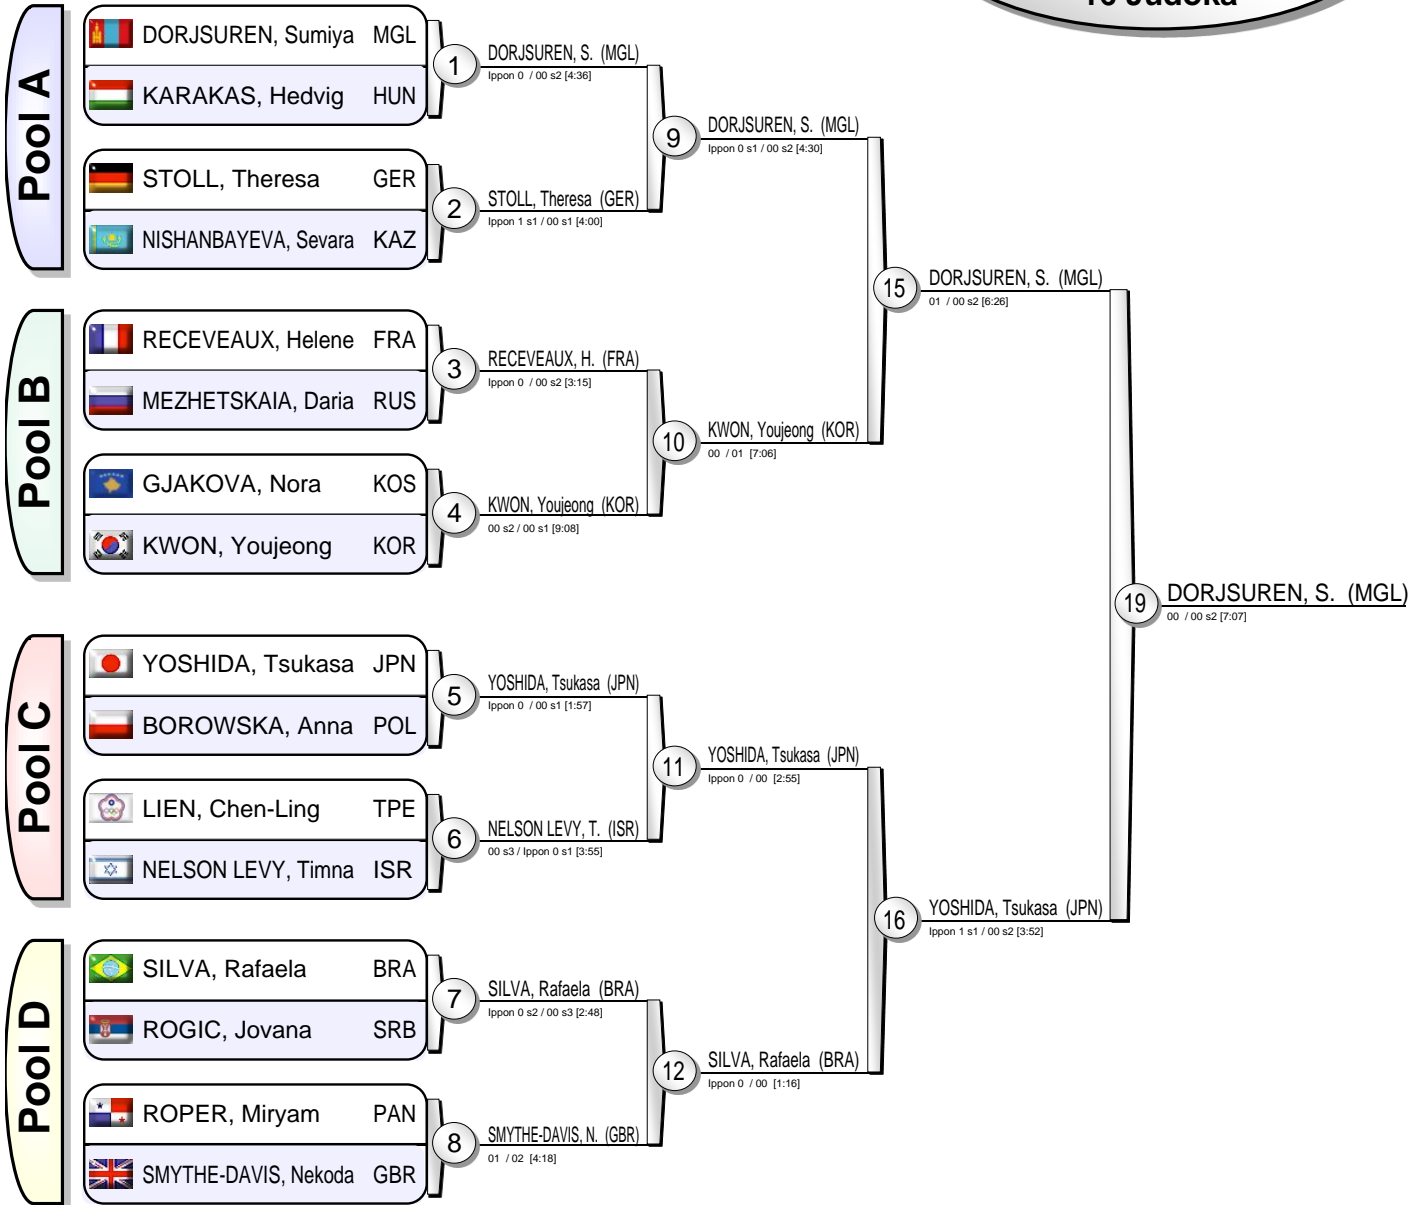 16 Judoka
Pool A
DORJSUREN, Sumiya MGL
KARAKAS, Hedvig HUN
STOLL, Theresa GER
NISHANBAYEVA, Sevara KAZ
Pool B
RECEVEAUX, Helene FRA
MEZHETSKAIA, Daria RUS
GJAKOVA, Nora KOS
KWON, Youjeong KOR
Pool C
YOSHIDA, Tsukasa JPN
BOROWSKA, Anna POL
LIEN, Chen-Ling TPE
NELSON LEVY, Timna ISR
Pool D
SILVA, Rafaela BRA
ROGIC, Jovana SRB
ROPER, Miryam PAN
SMYTHE-DAVIS, Nekoda GBR
1
DORJSUREN, S. (MGL)
Ippon 0 / 00 s2 [4:36]
2
STOLL, Theresa (GER)
Ippon 1 s1 / 00 s1 [4:00]
3
RECEVEAUX, H. (FRA)
Ippon 0 / 00 s2 [3:15]
4
KWON, Youjeong (KOR)
00 s2 / 00 s1 [9:08]
5
YOSHIDA, Tsukasa (JPN)
Ippon 0 / 00 s1 [1:57]
6
NELSON LEVY, T. (ISR)
00 s3 / Ippon 0 s1 [3:55]
7
SILVA, Rafaela (BRA)
Ippon 0 s2 / 00 s3 [2:48]
8
SMYTHE-DAVIS, N. (GBR)
01 / 02 [4:18]
9
DORJSUREN, S. (MGL)
Ippon 0 s1 / 00 s2 [4:30]
10
KWON, Youjeong (KOR)
00 / 01 [7:06]
11
YOSHIDA, Tsukasa (JPN)
Ippon 0 / 00 [2:55]
12
SILVA, Rafaela (BRA)
Ippon 0 / 00 [1:16]
15
DORJSUREN, S. (MGL)
01 / 00 s2 [6:26]
16
YOSHIDA, Tsukasa (JPN)
Ippon 1 s1 / 00 s2 [3:52]
19
DORJSUREN, S. (MGL)
00 / 00 s2 [7:07]